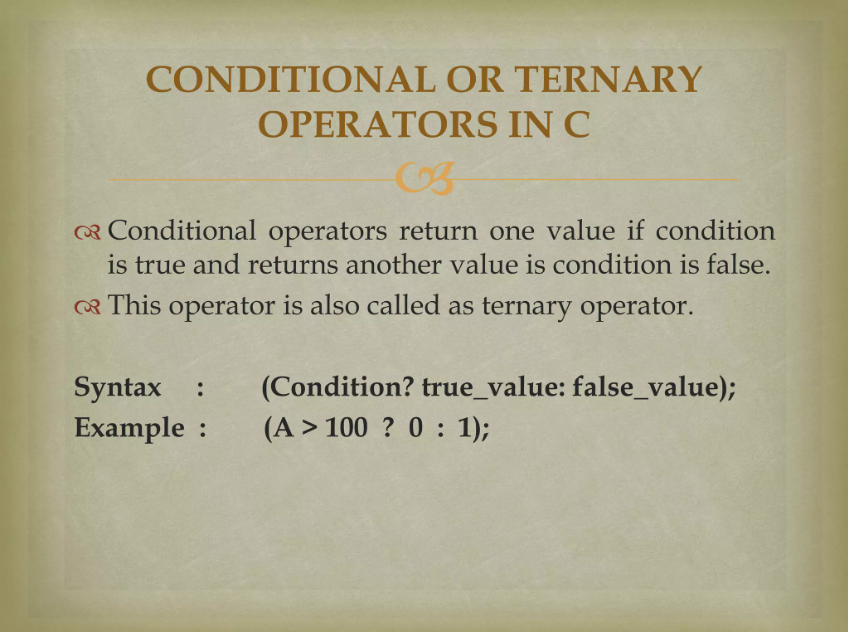 CONDITIONAL OR TERNARY
OPERATORS IN C
Conditional operators return one value if condition
is true and returns another value is condition is false.
This operator is also called as ternary operator.
Syntax : (Condition? true_value: false_value);
Example : (A > 100 ? 0 : 1);